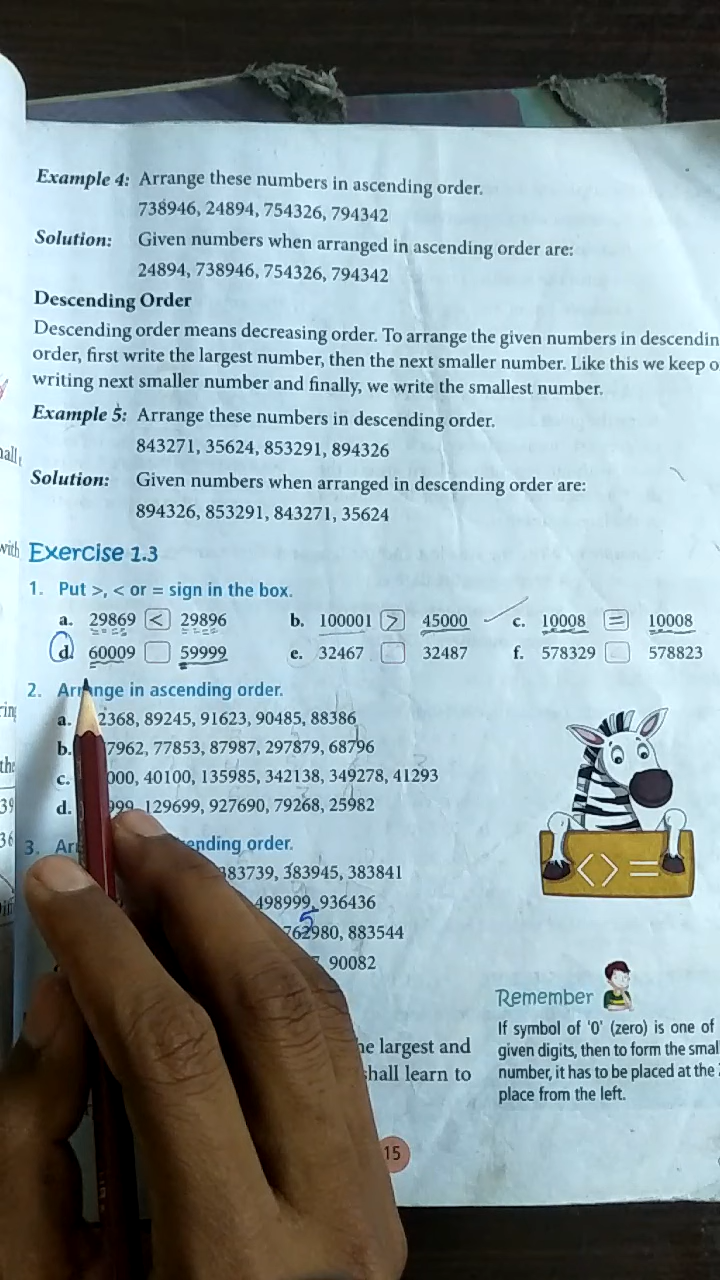 Example 4: Arrange these numbers in ascending order.
738946, 24894, 754326, 794342
Solution: Given numbers when arranged in ascending order are:
24894, 738946, 754326, 794342
Descending Order
Descending order means decreasing order. To arrange the given numbers in descendin
order, first write the largest number, then the next smaller number. Like this we keep o
writing next smaller number and finally, we write the smallest number.
Example 5: Arrange these numbers in descending order.
843271, 35624, 853291, 894326
Solution: Given numbers when arranged in descending order are:
894326, 853291, 843271, 35624
with
Exercise 1.3
1. Put >, < or = sign in the box.
a. 29869 < 29896 b. 100001 > 45000 c. 10008 = 10008
d. 60009 59999 e. 32467 32487 f. 578329 578823
2. Arrange in ascending order.
a. 2368, 89245, 91623, 90485, 88386
b. 7962, 77853, 87987, 297879, 68796
c. 000, 40100, 135985, 342138, 349278, 41293
d. 999, 129699, 927690, 79268, 25982
3. Ar ending order.
83739, 383945, 383841
498999, 936436
5
762980, 883544
90082
< > =
Remember
If symbol of '0' (zero) is one of
given digits, then to form the smal
number, it has to be placed at the
place from the left.
he largest and
shall learn to
15